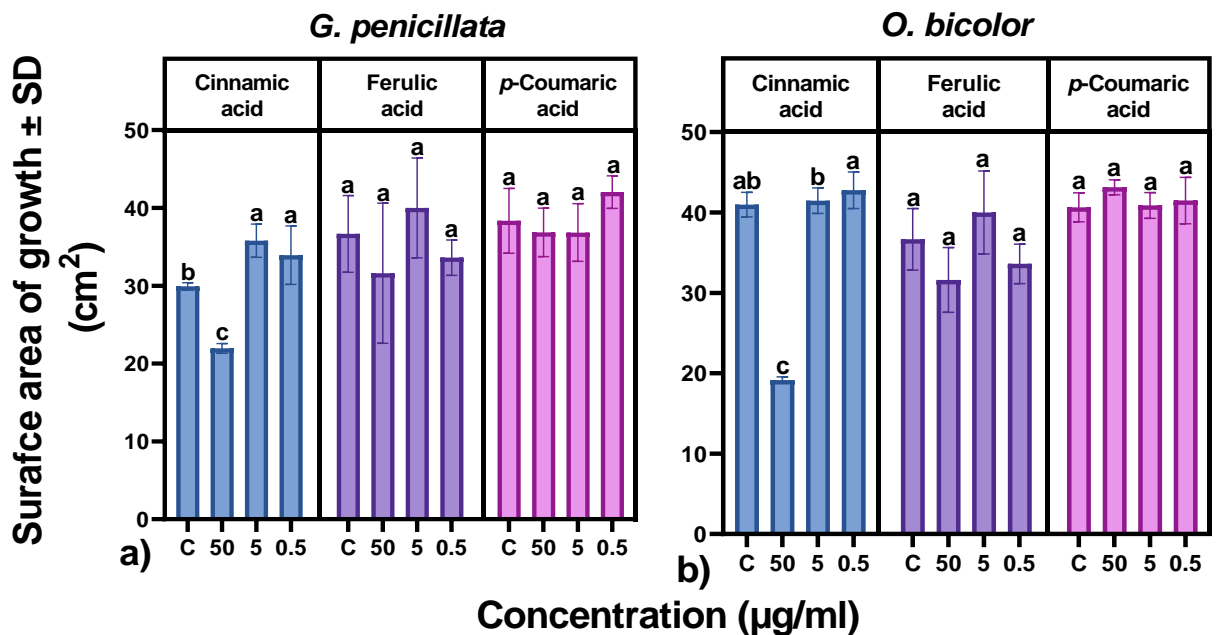 G. penicillata
O. bicolor
Surafce area of growth ± SD
(cm²)
Cinnamic
acid
Ferulic
acid
p-Coumaric
acid
50
40
30
20
10
0
b
c
a
a
a
a
a
a
a
a
a
a
C 50 5 0.5
C 50 5 0.5
C 50 5 0.5
a)
Cinnamic
acid
Ferulic
acid
p-Coumaric
acid
50
40
30
20
10
0
ab
c
b
a
a
a
a
a
a
a
a
a
C 50 5 0.5
C 50 5 0.5
C 50 5 0.5
b)
Concentration (µg/ml)